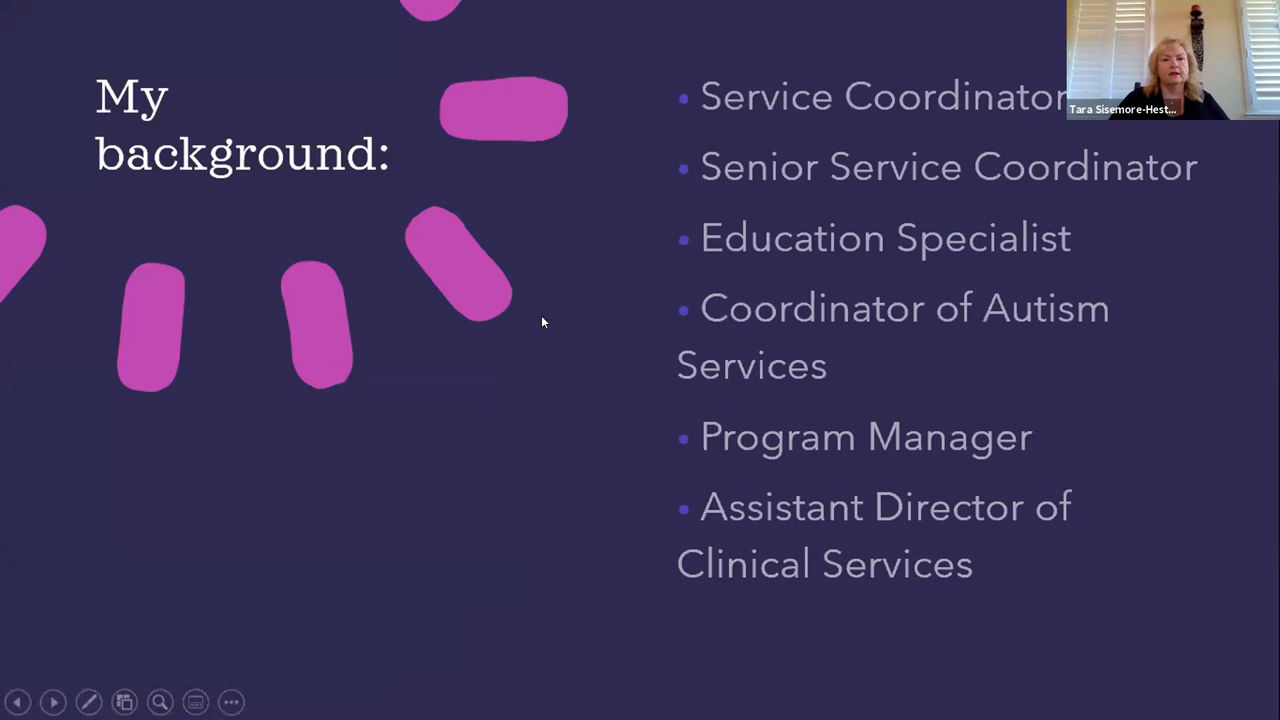 My
background:
• Service Coordinator
• Senior Service Coordinator
• Education Specialist
• Coordinator of Autism
Services
• Program Manager
• Assistant Director of
Clinical Services
Tara Sisemore-Hest...